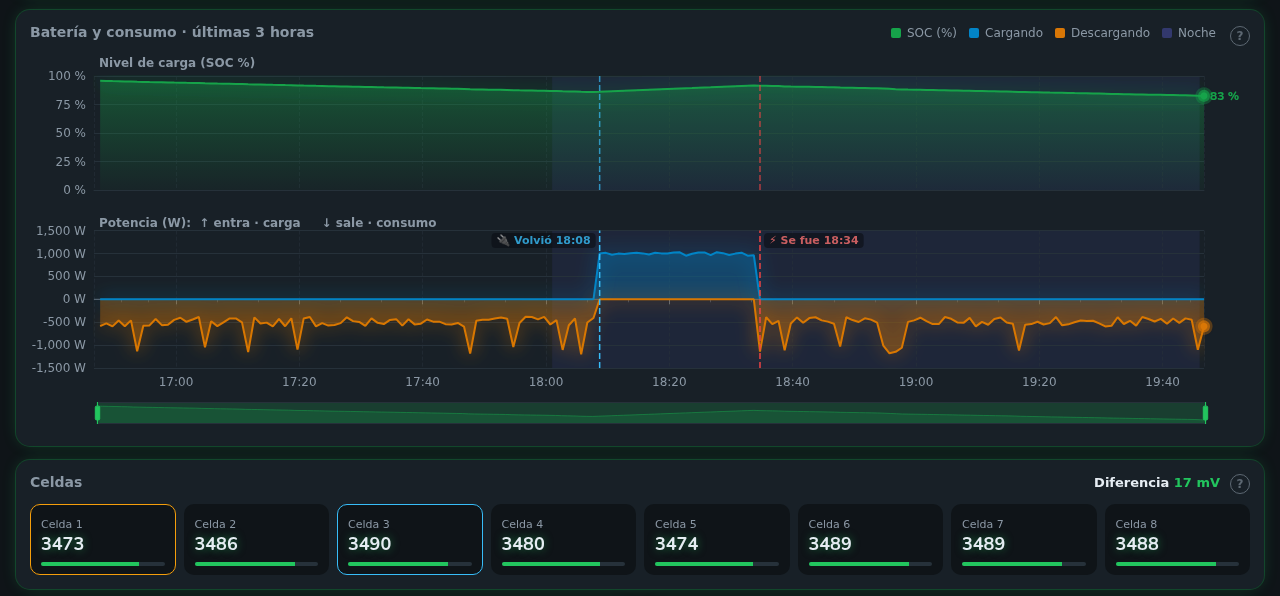 Batería y consumo · últimas 3 horas
SOC (%) Cargando Descargando Noche ?
Nivel de carga (SOC %)
100 %
75 %
50 %
25 %
0 %
83 %
Potencia (W): ↑ entra · carga ↓ sale · consumo
1,500 W
1,000 W
500 W
0 W
-500 W
-1,000 W
-1,500 W
🔌 Volvió 18:08
⚡ Se fue 18:34
17:00 17:20 17:40 18:00 18:20 18:40 19:00 19:20 19:40
Celdas
Diferencia 17 mV ?
Celda 1
3473
Celda 2
3486
Celda 3
3490
Celda 4
3480
Celda 5
3474
Celda 6
3489
Celda 7
3489
Celda 8
3488